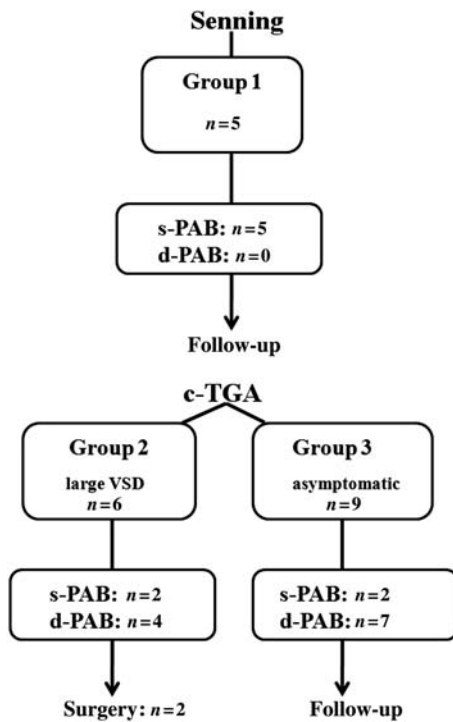 Senning
Group 1
n=5
s-PAB: n=5
d-PAB: n=0
Follow-up
c-TGA
Group 2
large VSD
n=6
Group 3
asymptomatic
n=9
s-PAB: n=2
d-PAB: n=4
s-PAB: n=2
d-PAB: n=7
Surgery: n=2
Follow-up